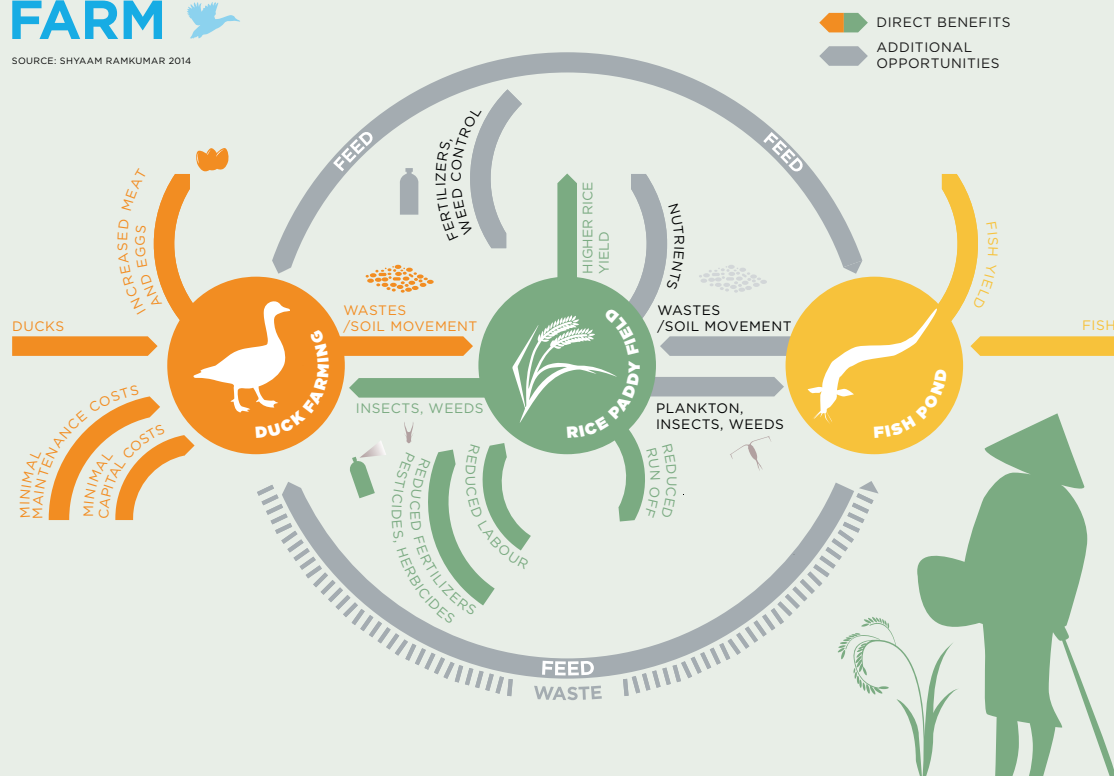 FARM
SOURCE: SHYAAM RAMKUMAR 2014
DIRECT BENEFITS
ADDITIONAL
OPPORTUNITIES
FEED
FEED
FERTILIZERS,
WEED CONTROL
INCREASED MEAT
AND EGGS
HIGHER RICE
YIELD
NUTRIENTS
FISH YIELD
DUCKS
WASTES
/SOIL MOVEMENT
WASTES
/SOIL MOVEMENT
FISH
DUCK FARMING
RICE PADDY FIELD
FISH POND
INSECTS, WEEDS
PLANKTON,
INSECTS, WEEDS
MINIMAL
MAINTENANCE COSTS
MINIMAL
CAPITAL COSTS
REDUCED FERTILIZERS
PESTICIDES, HERBICIDES
REDUCED LABOUR
REDUCED
RUN OFF
FEED
WASTE